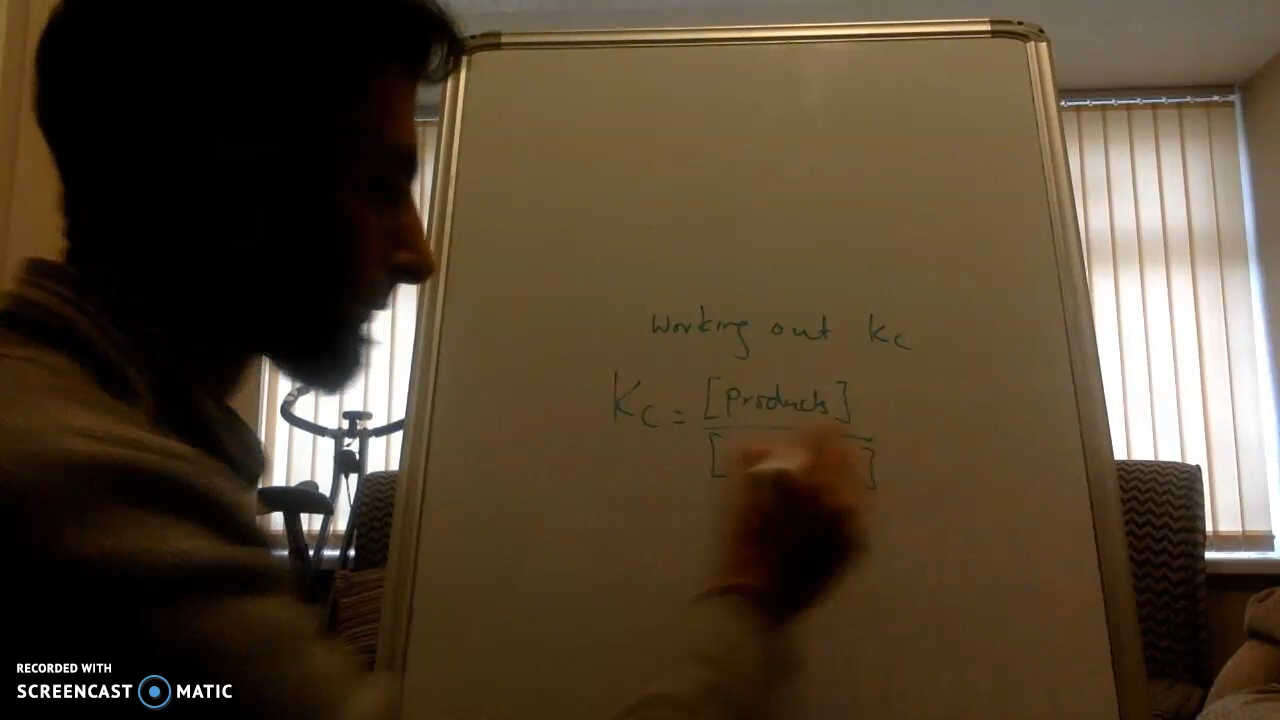 Working out Kc
Kc = [Products]
[ ]
RECORDED WITH
SCREENCAST MATIC